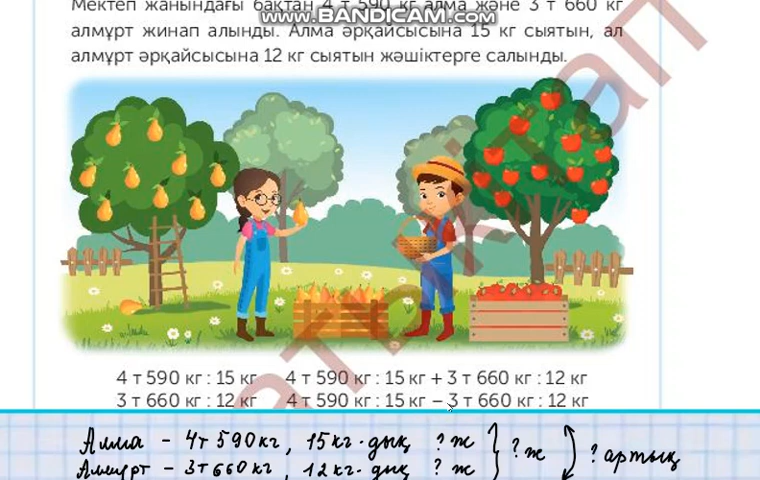 Мектеп жанындағы бақтан 4 т 590 кг алма және 3 т 660 кг
www.BANDICAM.com
алмұрт жинап алынды. Алма әрқайсысына 15 кг сыятын, ал
алмұрт әрқайсысына 12 кг сыятын жәшіктерге салынды.
4 т 590 кг : 15 кг 4 т 590 кг : 15 кг + 3 т 660 кг : 12 кг
3 т 660 кг : 12 кг 4 т 590 кг : 15 кг – 3 т 660 кг : 12 кг
Алма – 4т 590кг, 15кг-дық ? ж } ? ж ? артық
Алмұрт – 3т 660кг, 12кг-дық ? ж